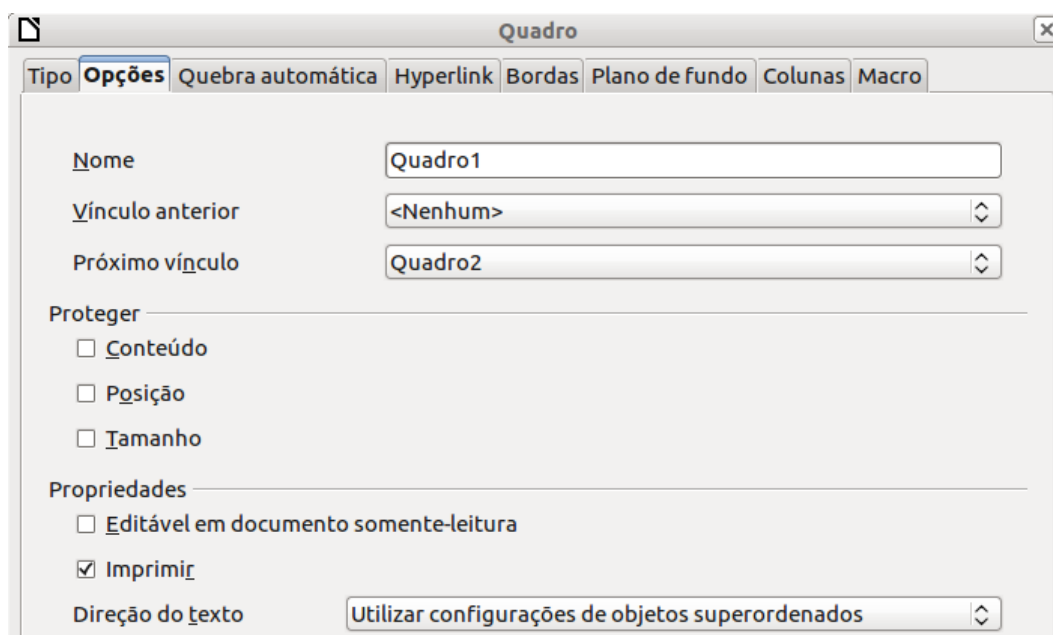 Quadro
Tipo Opções Quebra automática Hyperlink Bordas Plano de fundo Colunas Macro
Nome Quadro1
Vínculo anterior <Nenhum>
Próximo vínculo Quadro2
Proteger
Conteúdo
Posição
Tamanho
Propriedades
Editável em documento somente-leitura
Imprimir
Direção do texto Utilizar configurações de objetos superordenados